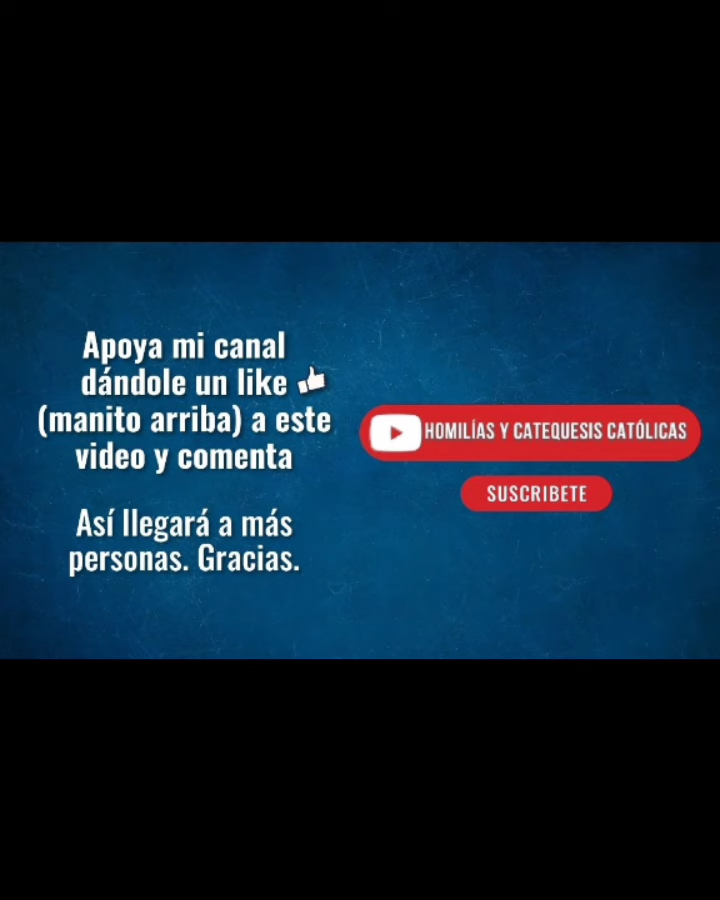 Apoya mi canal
dándole un like
(manito arriba) a este
video y comenta
Así llegará a más
personas. Gracias.
HOMILÍAS Y CATEQUESIS CATÓLICAS
SUSCRIBETE